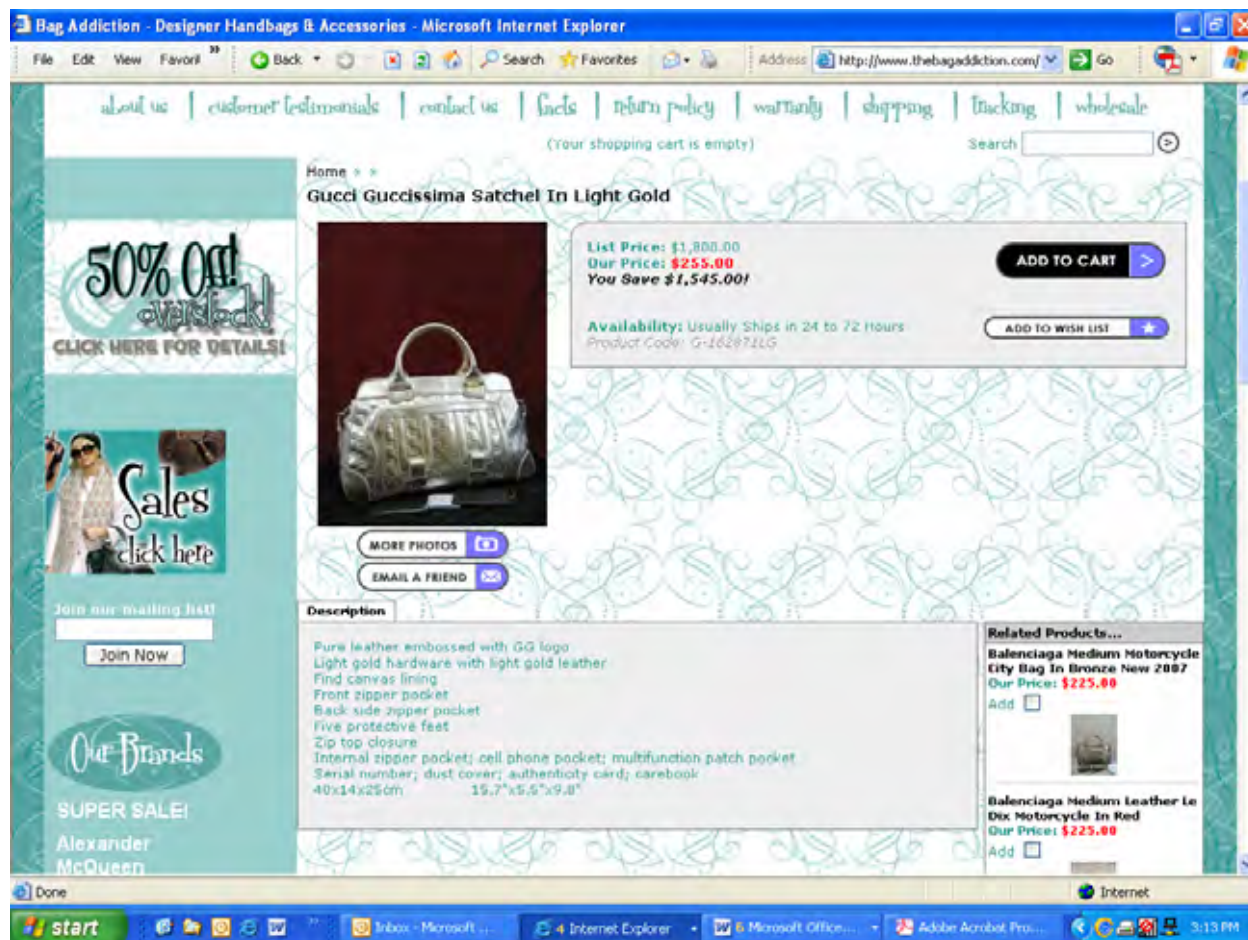 Bag Addiction - Designer Handbags & Accessories - Microsoft Internet Explorer
File Edit View Favori » Back Search Favorites Address http://www.thebagaddiction.com/ Go
about us | customer testimonials | contact us | facts | return policy | warranty | shipping | tracking | wholesale
(Your shopping cart is empty) Search
Home > >
Gucci Guccissima Satchel In Light Gold
50% Off!
overstock!
CLICK HERE FOR DETAILS!
List Price: $1,800.00
Our Price: $255.00
You Save $1,545.00!
ADD TO CART >
Availability: Usually Ships in 24 to 72 Hours
Product Code: G-162871LG
ADD TO WISH LIST
Sales
click here
MORE PHOTOS
EMAIL A FRIEND
Join our mailing list!
Join Now
Our Brands
SUPER SALE!
Alexander
McQueen
Description
Pure leather embossed with GG logo
Light gold hardware with light gold leather
Find canvas lining
Front zipper pocket
Back side zipper pocket
Five protective feet
Zip top closure
Internal zipper pocket; cell phone pocket; multifunction patch pocket
Serial number; dust cover; authenticity card; carebook
40x14x25cm 15.7"x5.5"x9.8"
Related Products...
Balenciaga Medium Motorcycle
City Bag In Bronze New 2007
Our Price: $225.00
Add
Balenciaga Medium Leather Le
Dix Motorcycle In Red
Our Price: $225.00
Add
Done Internet
start » Inbox - Microsoft ... 4 Internet Explorer 6 Microsoft Office... Adobe Acrobat Pro... 3:13 PM